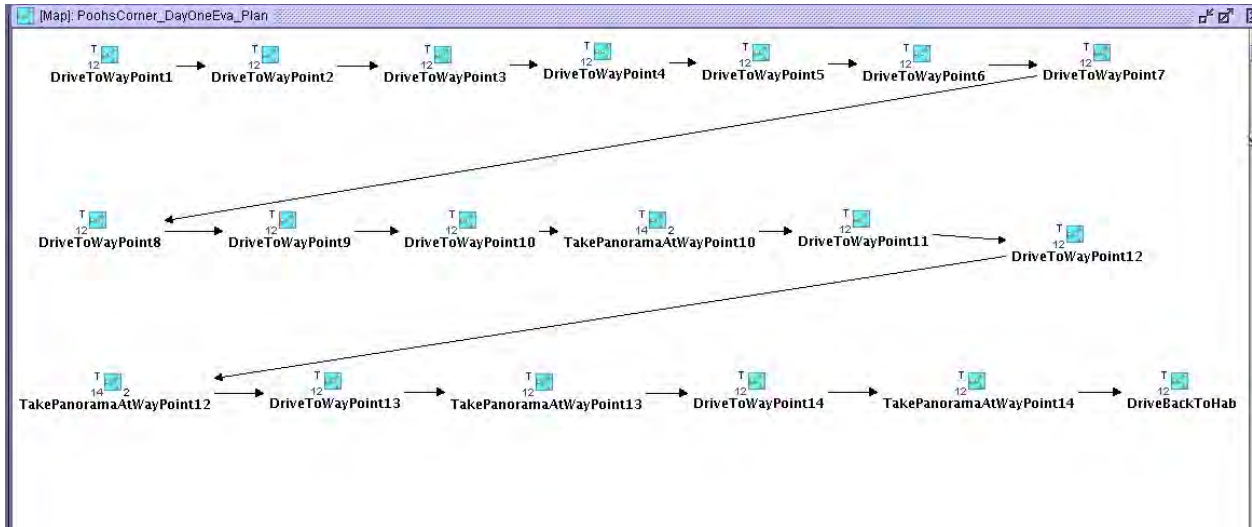 [Map]: PoohsCorner_DayOneEva_Plan
T T T T T T T
12 12 12 12 12 12 12
DriveToWayPoint1 DriveToWayPoint2 DriveToWayPoint3 DriveToWayPoint4 DriveToWayPoint5 DriveToWayPoint6 DriveToWayPoint7
T T T T T T
12 12 12 14 2 12 12
DriveToWayPoint8 DriveToWayPoint9 DriveToWayPoint10 TakePanoramaAtWayPoint10 DriveToWayPoint11 DriveToWayPoint12
T T T T T T
14 2 12 12 12 12 12
TakePanoramaAtWayPoint12 DriveToWayPoint13 TakePanoramaAtWayPoint13 DriveToWayPoint14 TakePanoramaAtWayPoint14 DriveBackToHab